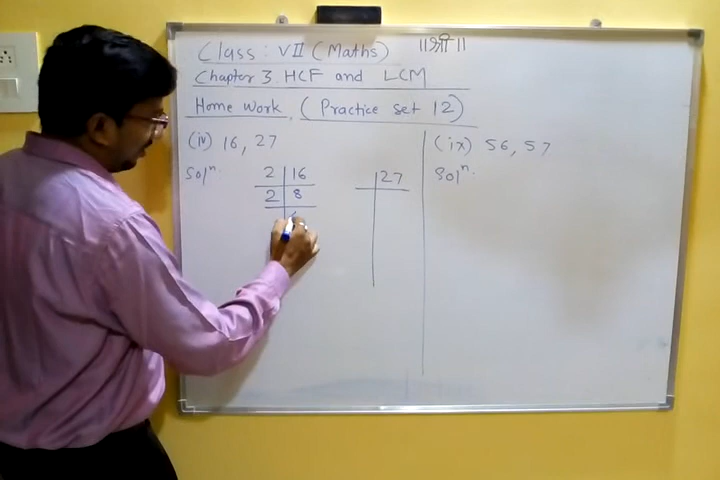 ॥श्री॥
Class: VII (Maths)
Chapter 3. HCF and LCM
Home Work. (Practice set 12)
(iv) 16, 27
Solⁿ:
2 | 16
2 | 8
27
(ix) 56, 57
Solⁿ: